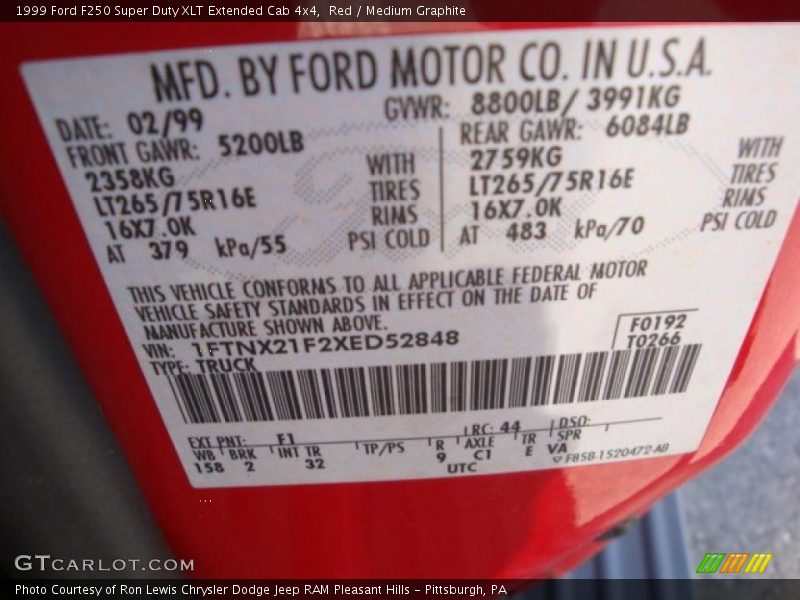 1999 Ford F250 Super Duty XLT Extended Cab 4x4,  Red / Medium Graphite
MFD. BY FORD MOTOR CO. IN U.S.A.
DATE: 02/99 GVWR: 8800LB/ 3991KG
FRONT GAWR: 5200LB REAR GAWR: 6084LB
2358KG WITH 2759KG WITH
LT265/75R16E TIRES LT265/75R16E TIRES
16X7.0K RIMS 16X7.0K RIMS
AT 379 kPa/55 PSI COLD AT 483 kPa/70 PSI COLD
THIS VEHICLE CONFORMS TO ALL APPLICABLE FEDERAL MOTOR
VEHICLE SAFETY STANDARDS IN EFFECT ON THE DATE OF
MANUFACTURE SHOWN ABOVE.
F0192
VIN: 1FTNX21F2XED52848 T0266
TYPE: TRUCK
EXT PNT: F1 RC: 44 DSO:
WB BRK INT TR TP/PS R AXLE TR SPR
158 2 32 9 C1 E VA
UTC F85B-1520472-AB
GTCARLOT.COM
Photo Courtesy of Ron Lewis Chrysler Dodge Jeep RAM Pleasant Hills - Pittsburgh, PA